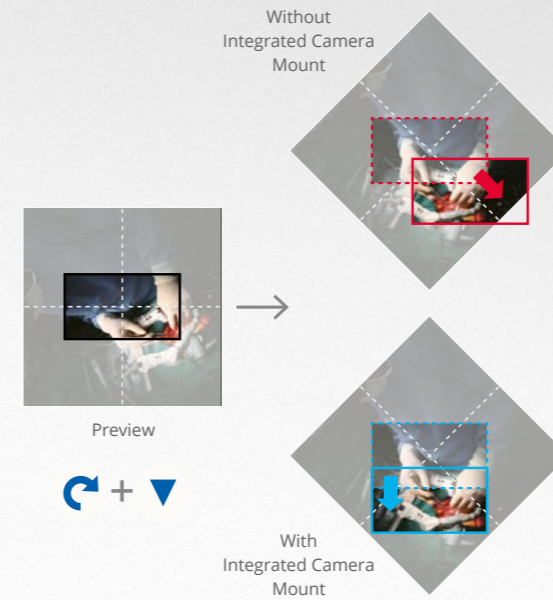 Without
Integrated Camera
Mount
Preview
With
Integrated Camera
Mount